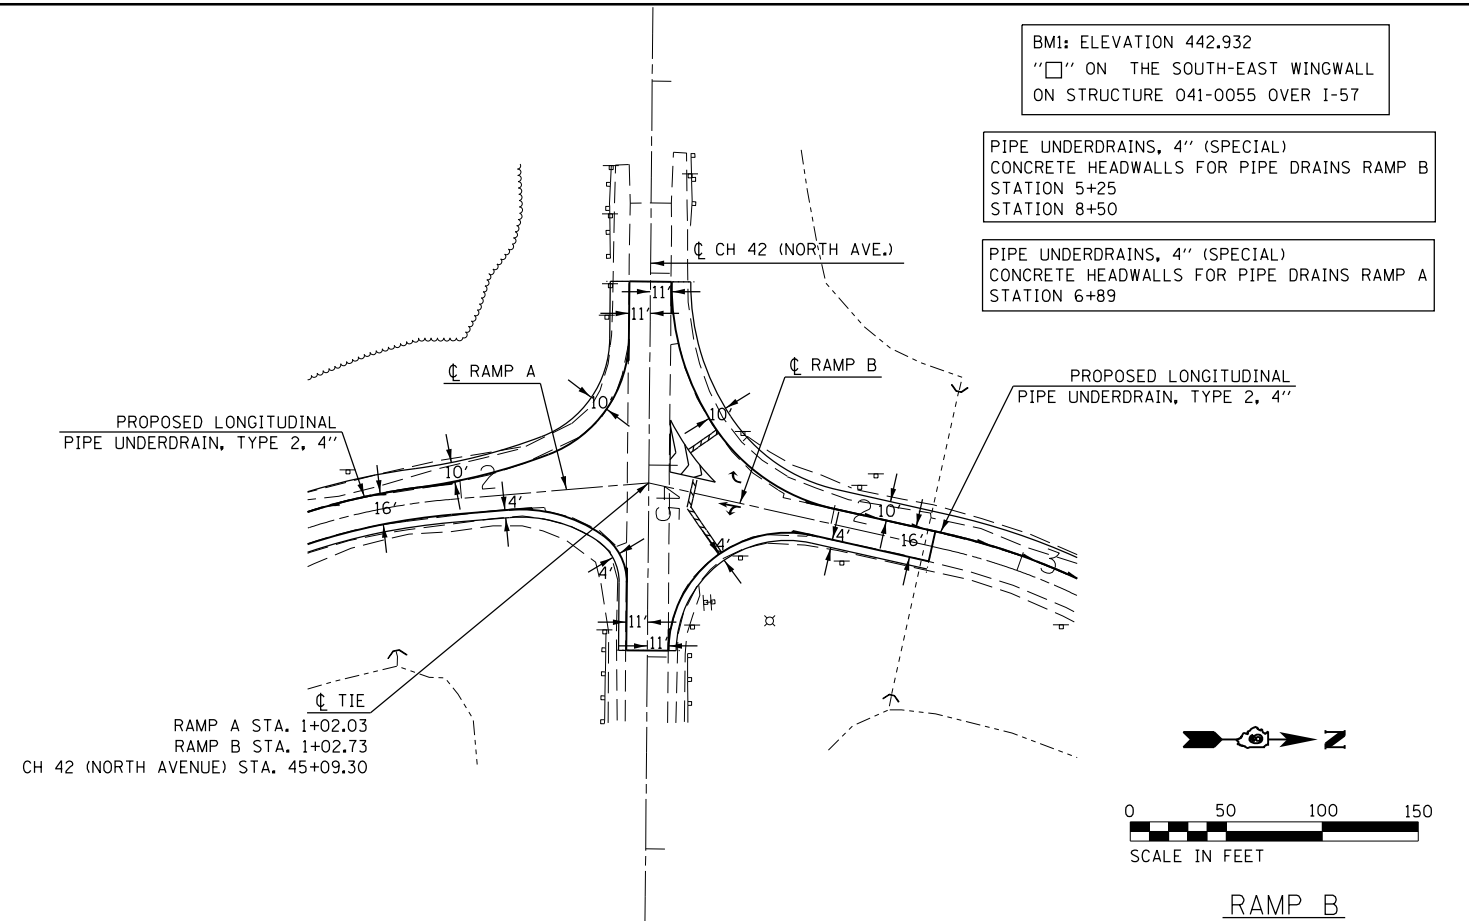 BM1: ELEVATION 442.932
"□" ON THE SOUTH-EAST WINGWALL
ON STRUCTURE 041-0055 OVER I-57
PIPE UNDERDRAINS, 4" (SPECIAL)
CONCRETE HEADWALLS FOR PIPE DRAINS RAMP B
STATION 5+25
STATION 8+50
PIPE UNDERDRAINS, 4" (SPECIAL)
CONCRETE HEADWALLS FOR PIPE DRAINS RAMP A
STATION 6+89
℄ CH 42 (NORTH AVE.)
11'
11'
℄ RAMP A
℄ RAMP B
PROPOSED LONGITUDINAL
PIPE UNDERDRAIN, TYPE 2, 4"
PROPOSED LONGITUDINAL
PIPE UNDERDRAIN, TYPE 2, 4"
10'
10'
10'
2
16'
4'
45
2
10'
4'
16'
3
4'
4'
11'
11'
℄ TIE
RAMP A STA. 1+02.03
RAMP B STA. 1+02.73
CH 42 (NORTH AVENUE) STA. 45+09.30
N
0 50 100 150
SCALE IN FEET
RAMP B